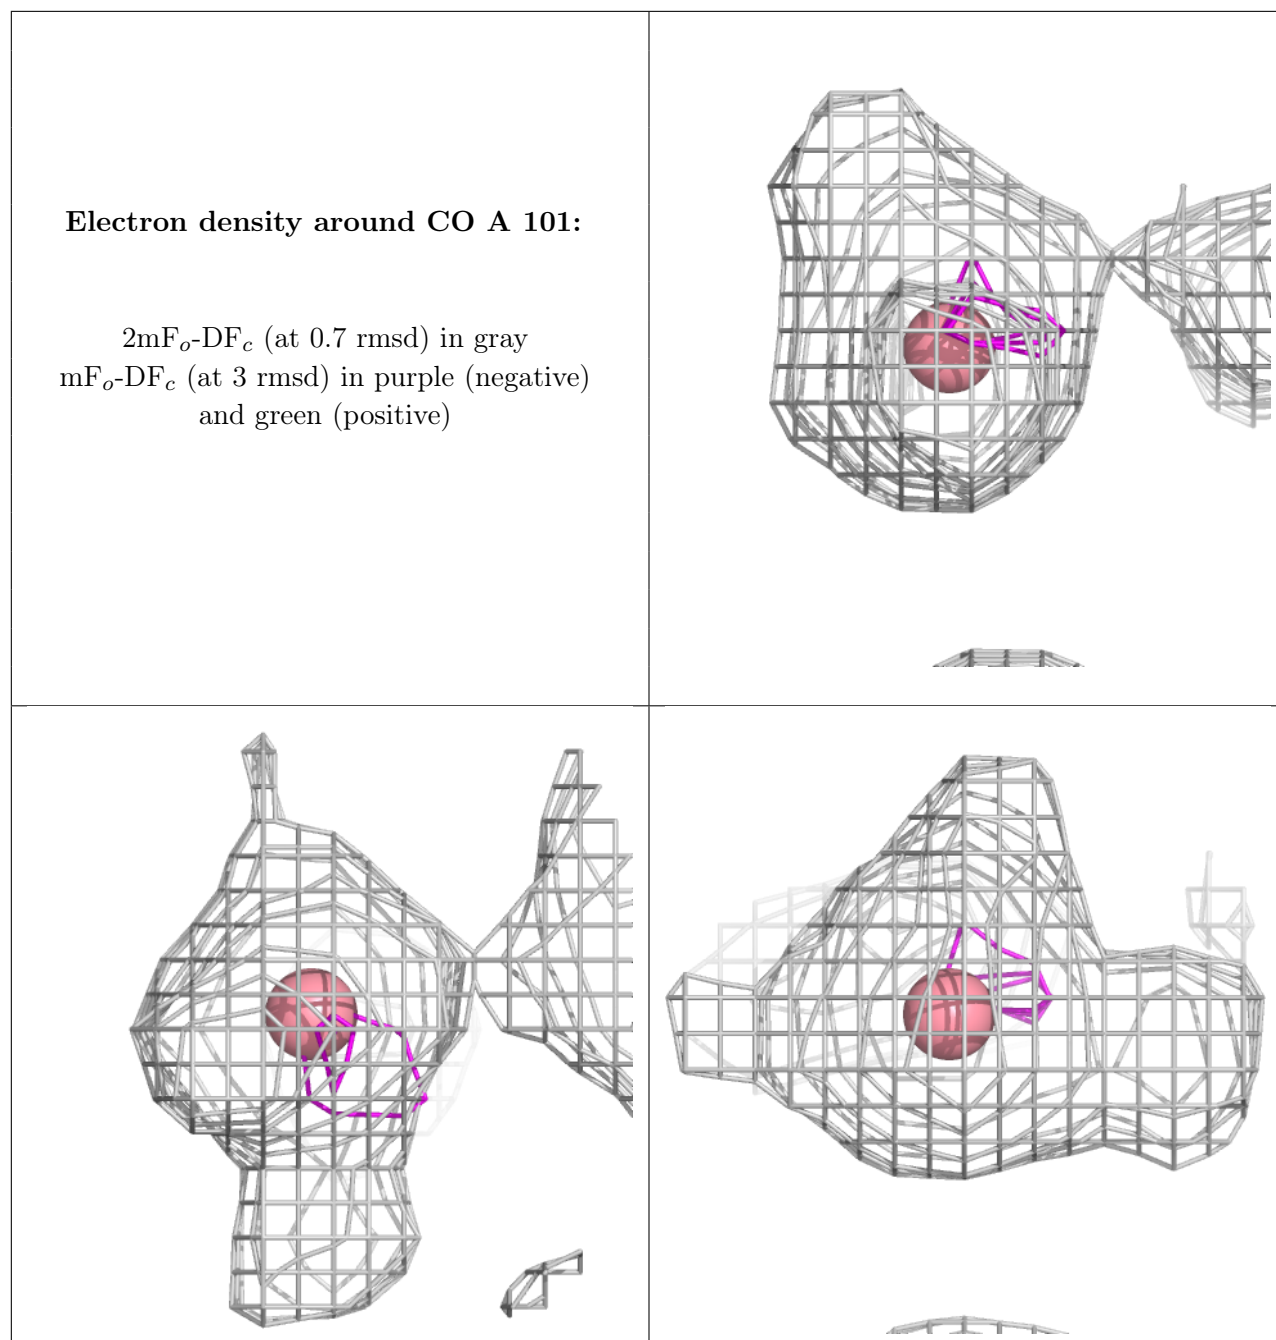 Electron density around CO A 101:
2mFo-DFc (at 0.7 rmsd) in gray
mFo-DFc (at 3 rmsd) in purple (negative)
and green (positive)